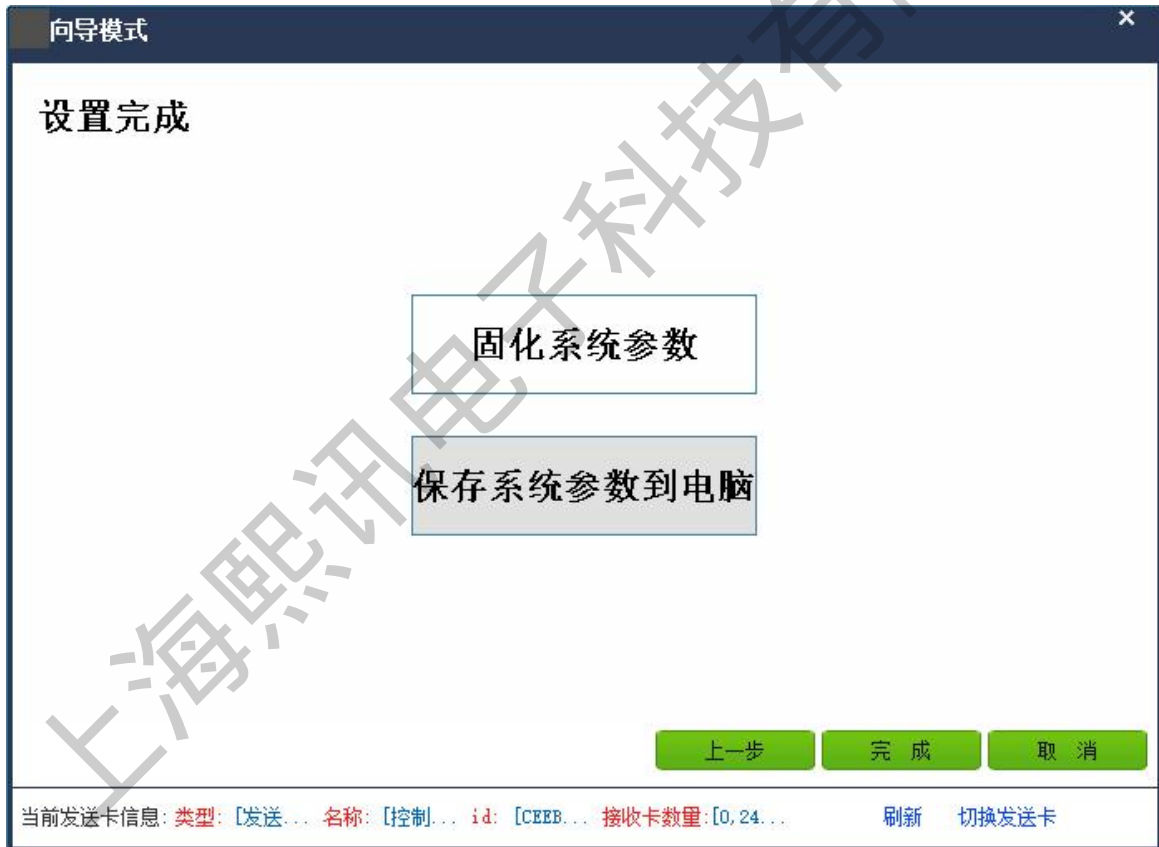 向导模式 ×
设置完成
固化系统参数
保存系统参数到电脑
上一步 完 成 取 消
当前发送卡信息: 类型: [发送... 名称: [控制... id: [CEEB... 接收卡数量:[0,24... 刷新 切换发送卡
上海熙讯电子科技有